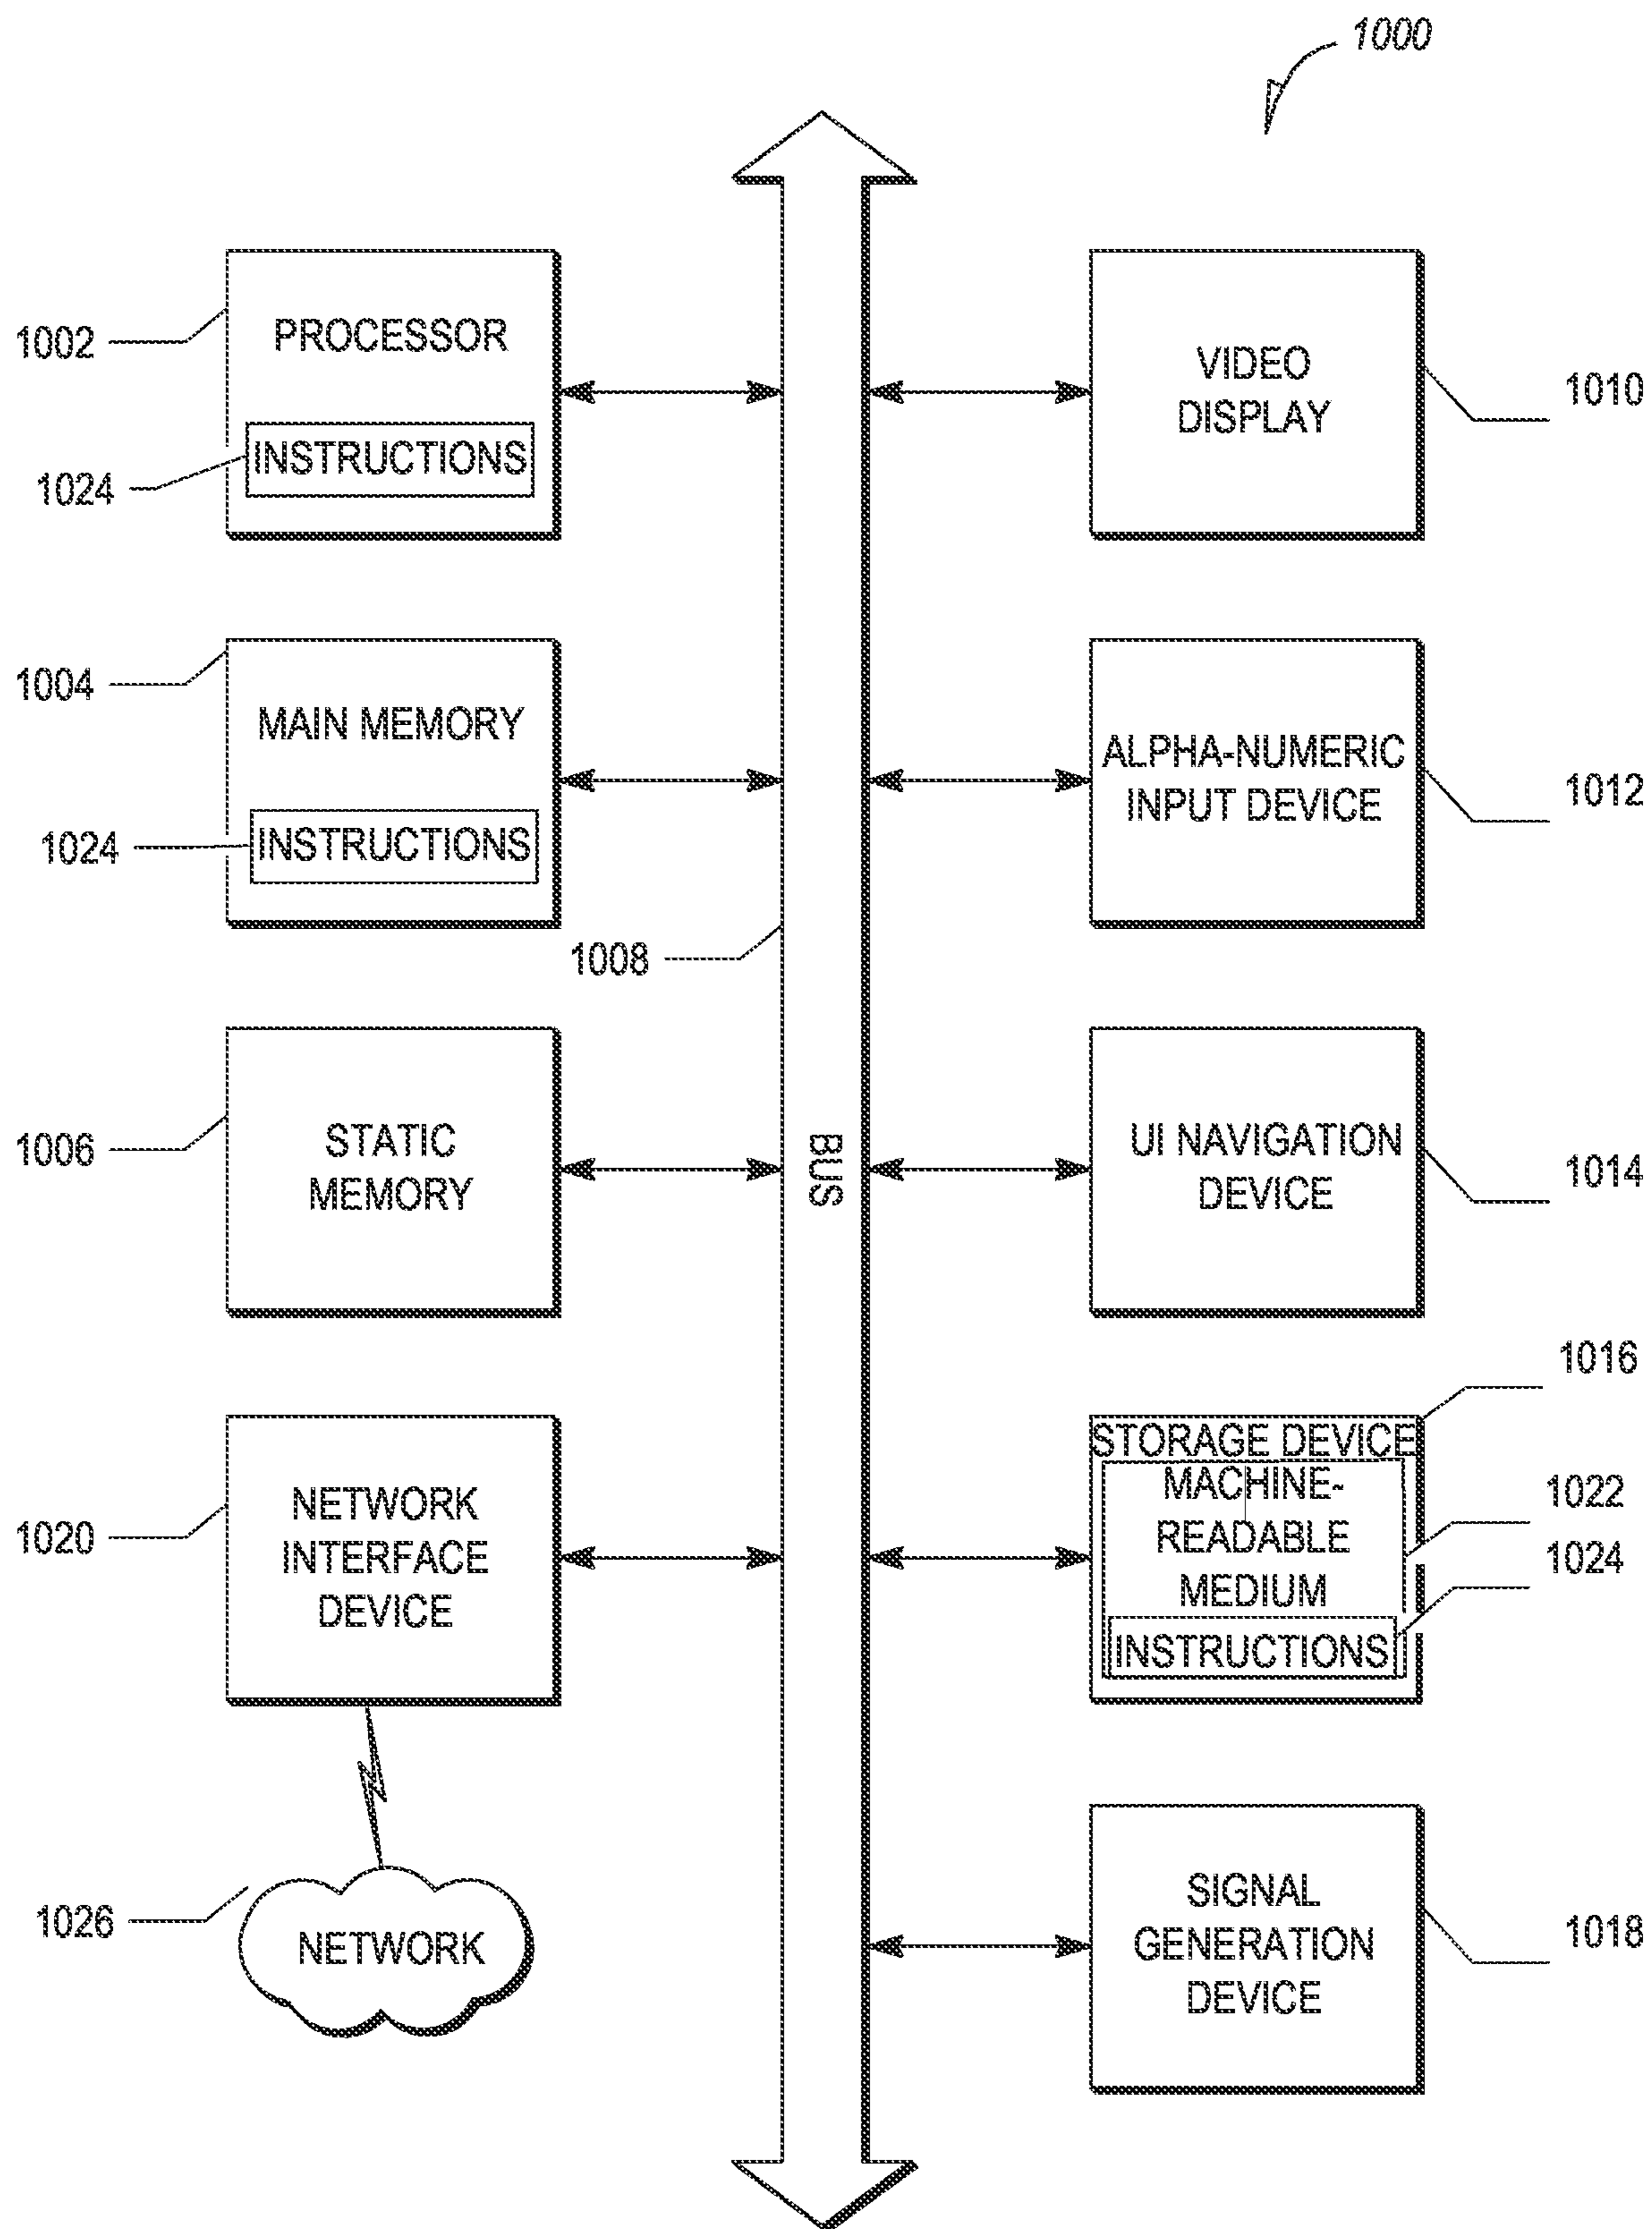 1000
1002
PROCESSOR
INSTRUCTIONS
1024
VIDEO
DISPLAY
1010
1004
MAIN MEMORY
INSTRUCTIONS
1024
ALPHA-NUMERIC
INPUT DEVICE
1012
1008
BUS
1006
STATIC
MEMORY
UI NAVIGATION
DEVICE
1014
1020
NETWORK
INTERFACE
DEVICE
1016
STORAGE DEVICE
MACHINE-
READABLE
MEDIUM
1022
1024
INSTRUCTIONS
1026
NETWORK
SIGNAL
GENERATION
DEVICE
1018